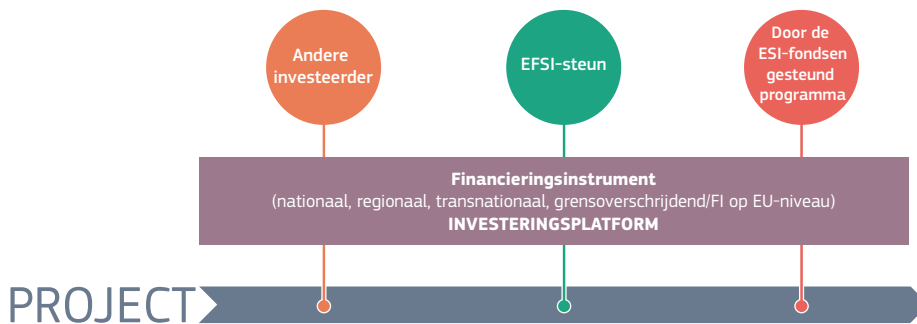 Andere
investeerder
EFSI-steun
Door de
ESI-fondsen
gesteund
programma
Financieringsinstrument
(nationaal, regionaal, transnationaal, grensoverschrijdend/FI op EU-niveau)
INVESTERINGSPLATFORM
PROJECT